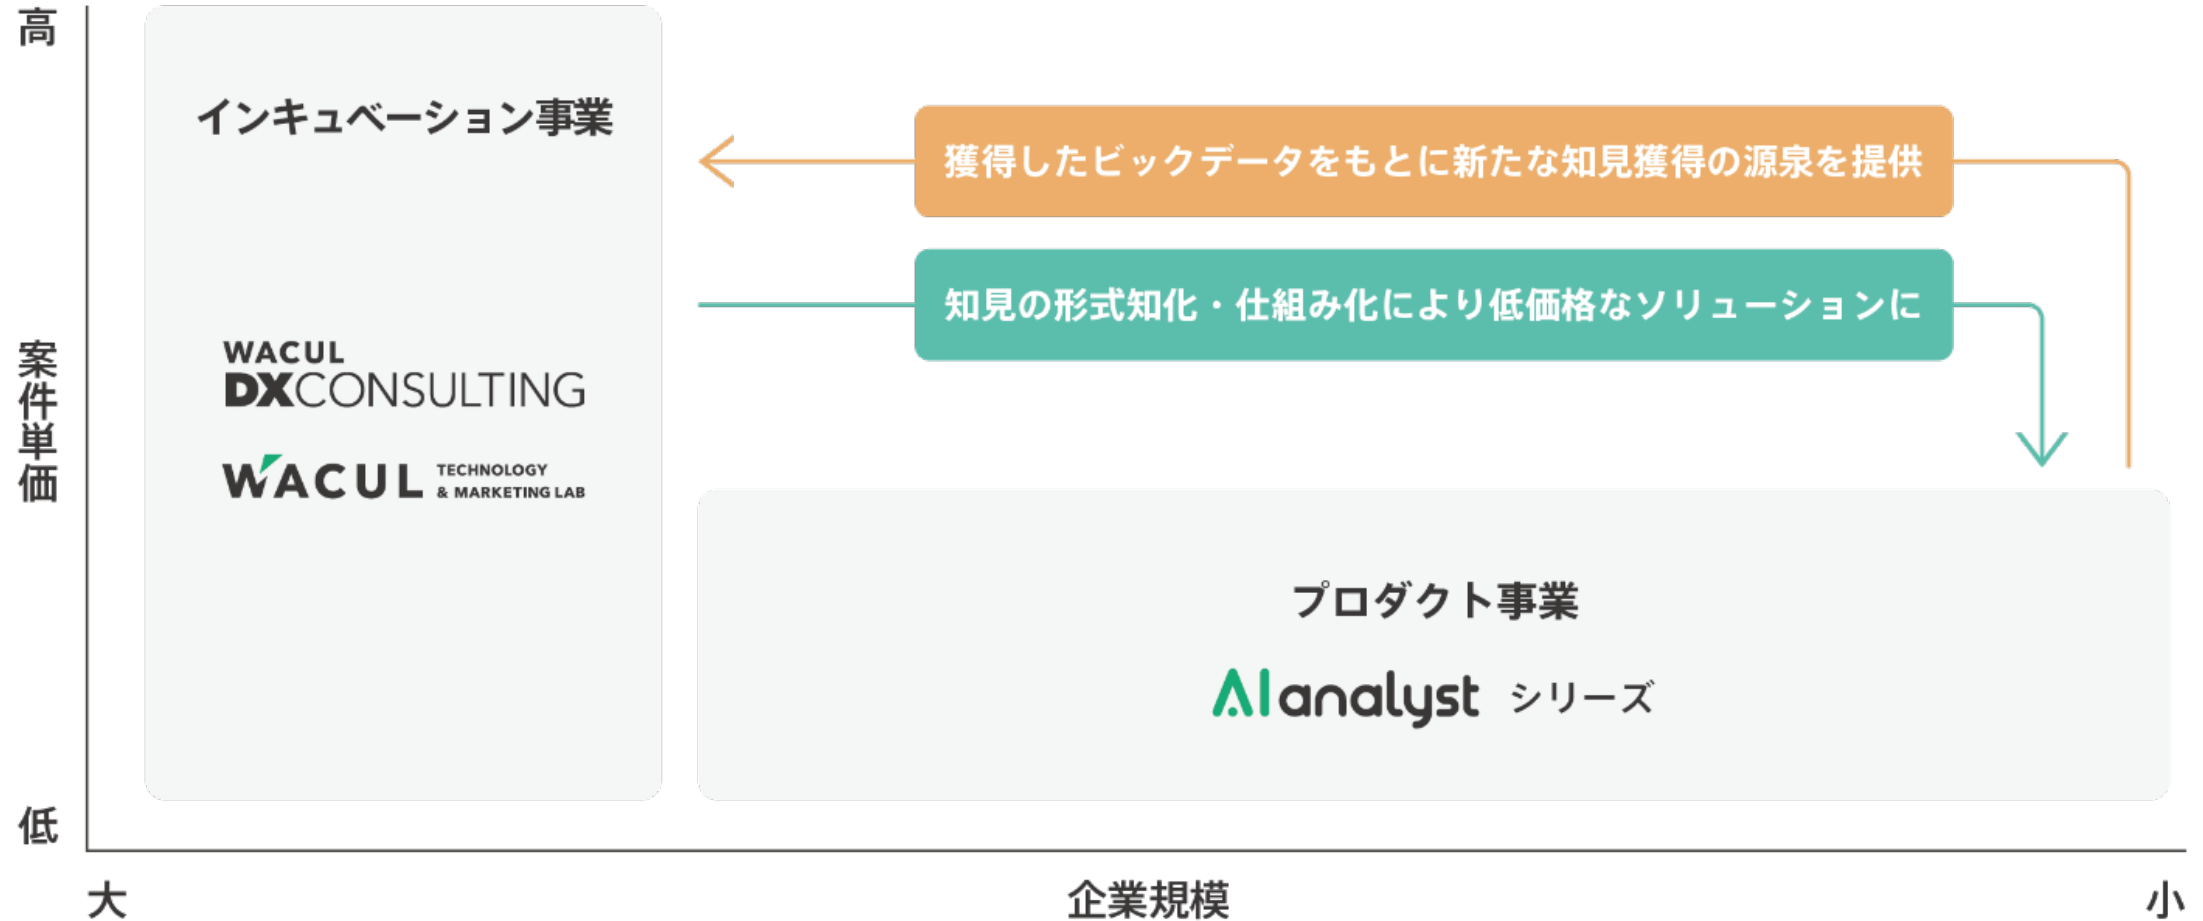 高
インキュベーション事業
獲得したビックデータをもとに新たな知見獲得の源泉を提供
知見の形式知化・仕組み化により低価格なソリューションに
案件単価
WACUL
DXCONSULTING
WACUL TECHNOLOGY
& MARKETING LAB
プロダクト事業
AI analyst シリーズ
低
大
企業規模
小